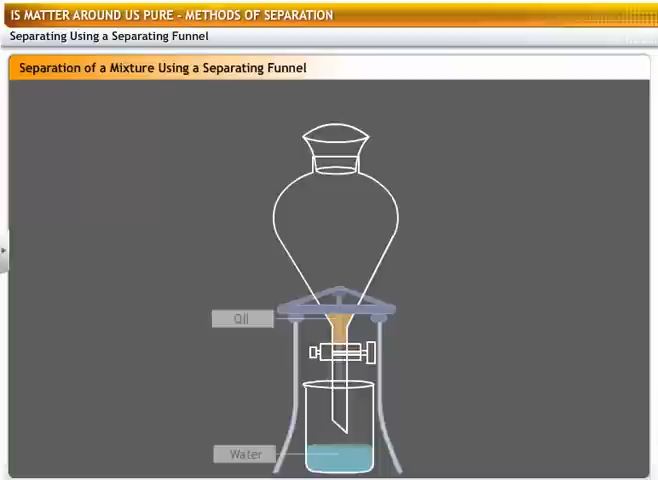 IS MATTER AROUND US PURE - METHODS OF SEPARATION
Separating Using a Separating Funnel
Separation of a Mixture Using a Separating Funnel
Oil
Water